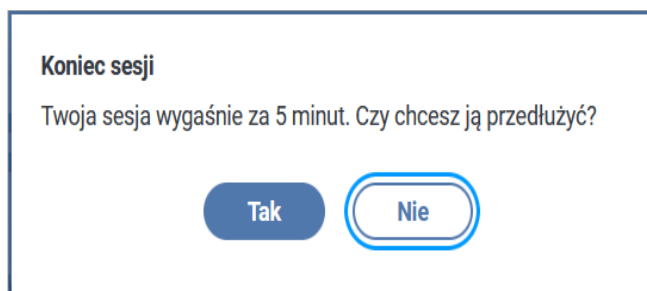 Koniec sesji
Twoja sesja wygaśnie za 5 minut. Czy chcesz ją przedłużyć?
Tak Nie